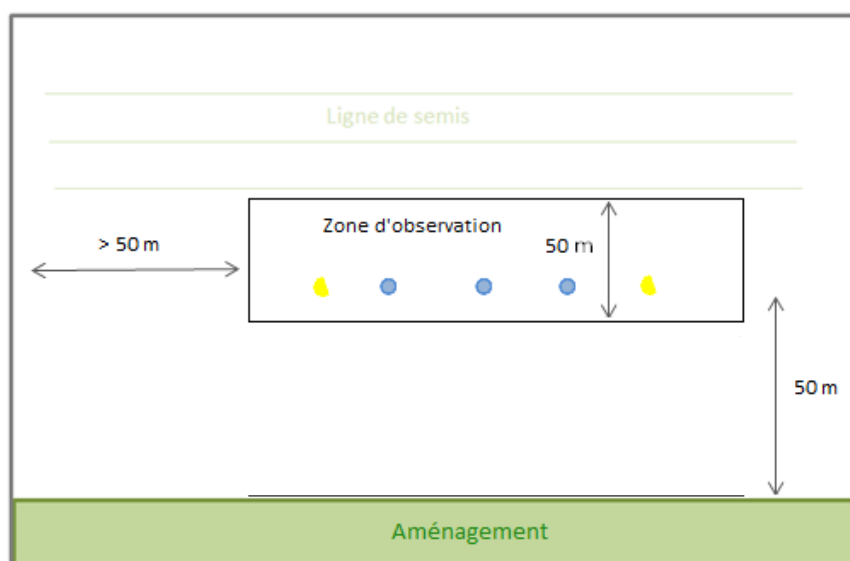 Ligne de semis
Zone d'observation
> 50 m
50 m
50 m
Aménagement